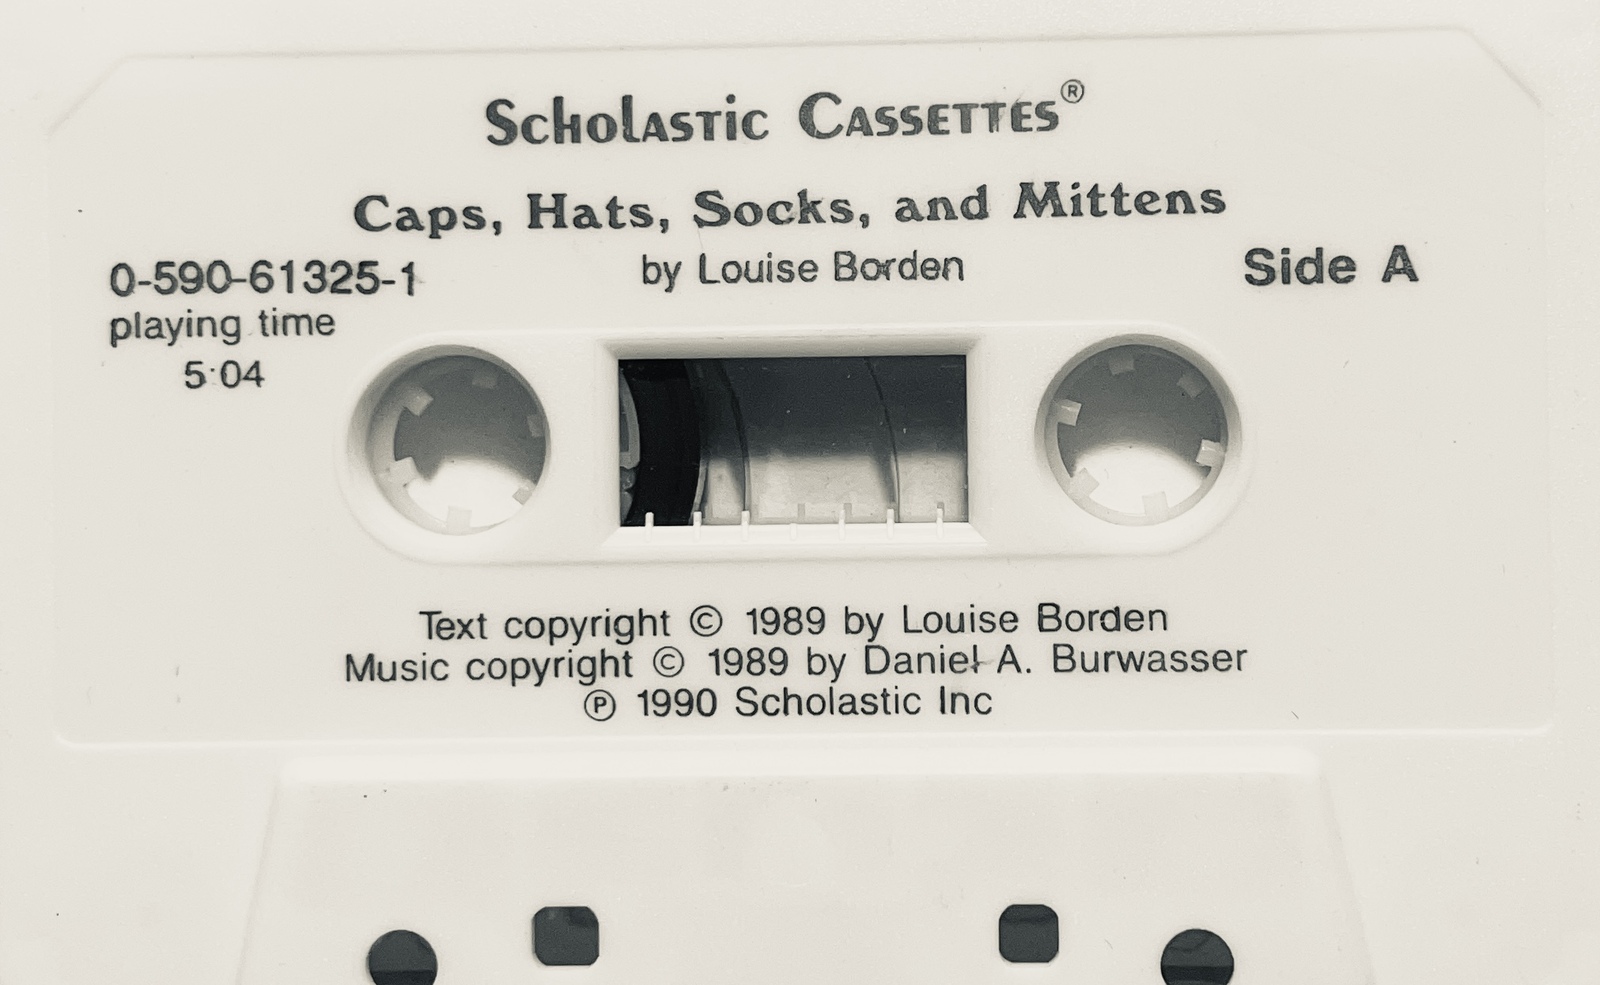 Scholastic Cassettes®
Caps, Hats, Socks, and Mittens
by Louise Borden
0-590-61325-1
playing time
5:04
Side A
Text copyright © 1989 by Louise Borden
Music copyright © 1989 by Daniel A. Burwasser
℗ 1990 Scholastic Inc